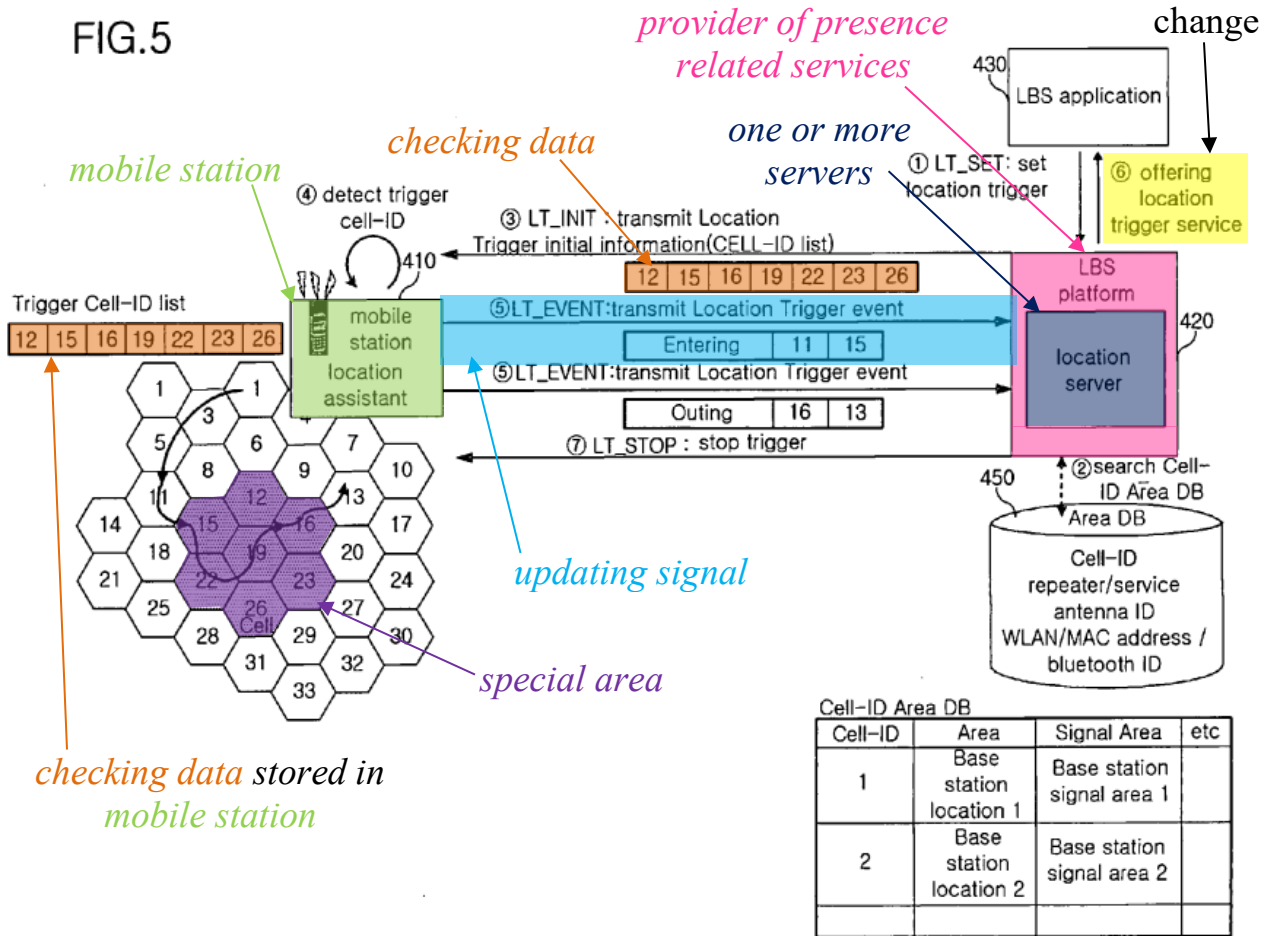 FIG.5
provider of presence
related services
change
430
LBS application
one or more
servers
checking data
mobile station
① LT_SET: set
location trigger
⑥ offering
location
trigger service
④ detect trigger
cell-ID
③ LT_INIT : transmit Location
Trigger initial information(CELL-ID list)
410
12 15 16 19 22 23 26
LBS
platform
Trigger Cell-ID list
12 15 16 19 22 23 26
mobile
station
location
assistant
⑤LT_EVENT:transmit Location Trigger event
Entering 11 15
420
location
server
⑤LT_EVENT:transmit Location Trigger event
Outing 16 13
⑦ LT_STOP : stop trigger
1 1
3
5 6 7
8 9 10
11 12 13
14 15 16 17
18 19 20
21 22 23 24
25 26 27
Cell
28 29 30
31 32
33
450
②search Cell-
ID Area DB
Area DB
Cell-ID
repeater/service
antenna ID
WLAN/MAC address /
bluetooth ID
updating signal
special area
checking data stored in
mobile station
Cell-ID Area DB
Cell-ID Area Signal Area etc
1 Base station location 1 Base station signal area 1
2 Base station location 2 Base station signal area 2